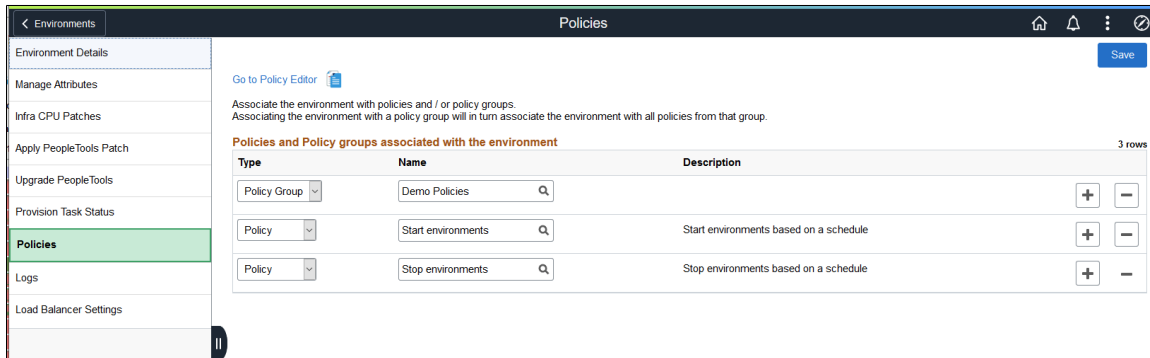 Environments
Policies
Environment Details
Manage Attributes
Infra CPU Patches
Apply PeopleTools Patch
Upgrade PeopleTools
Provision Task Status
Policies
Logs
Load Balancer Settings
Save
Go to Policy Editor
Associate the environment with policies and / or policy groups.
Associating the environment with a policy group will in turn associate the environment with all policies from that group.
Policies and Policy groups associated with the environment
3 rows
Type Name Description
Policy Group Demo Policies
Policy Start environments Start environments based on a schedule
Policy Stop environments Stop environments based on a schedule